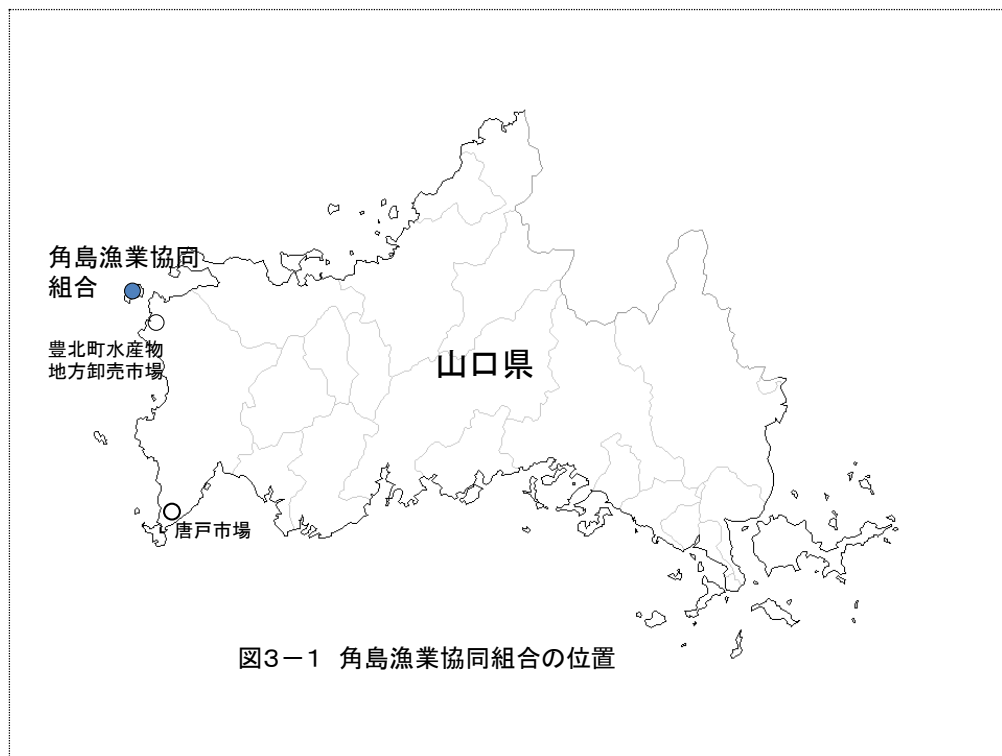 角島漁業協同
組合
豊北町水産物
地方卸売市場
山口県
唐戸市場
図3－1 角島漁業協同組合の位置